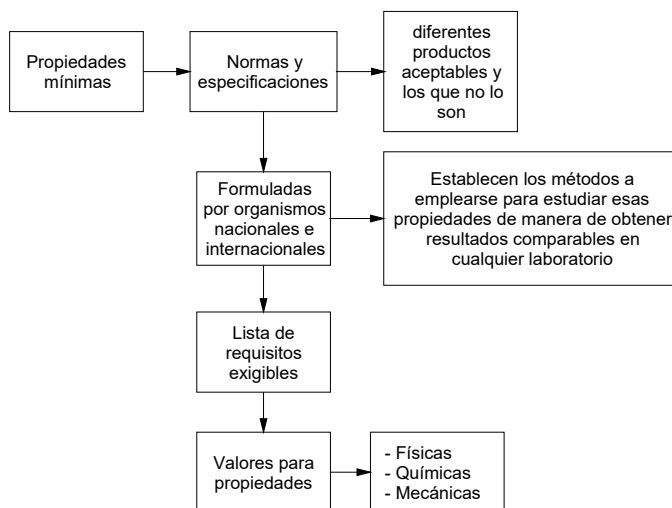 Propiedades
mínimas
Normas y
especificaciones
diferentes
productos
aceptables y
los que no lo
son
Formuladas
por organismos
nacionales e
internacionales
Establecen los métodos a
emplearse para estudiar esas
propiedades de manera de obtener
resultados comparables en
cualquier laboratorio
Lista de
requisitos
exigibles
Valores para
propiedades
- Físicas
- Químicas
- Mecánicas